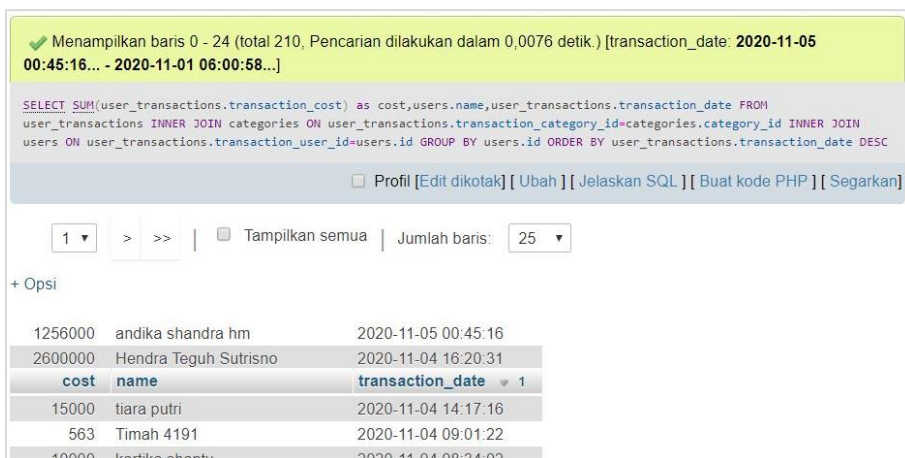 Menampilkan baris 0 - 24 (total 210, Pencarian dilakukan dalam 0,0076 detik.) [transaction_date: 2020-11-05
00:45:16... - 2020-11-01 06:00:58...]
SELECT SUM(user_transactions.transaction_cost) as cost,users.name,user_transactions.transaction_date FROM
user_transactions INNER JOIN categories ON user_transactions.transaction_category_id=categories.category_id INNER JOIN
users ON user_transactions.transaction_user_id=users.id GROUP BY users.id ORDER BY user_transactions.transaction_date DESC
Profil [Edit dikotak] [ Ubah ] [ Jelaskan SQL ] [ Buat kode PHP ] [ Segarkan]
1 > >> | Tampilkan semua | Jumlah baris: 25
+ Opsi
1256000 andika shandra hm 2020-11-05 00:45:16
2600000 Hendra Teguh Sutrisno 2020-11-04 16:20:31
cost name transaction_date 1
15000 tiara putri 2020-11-04 14:17:16
563 Timah 4191 2020-11-04 09:01:22